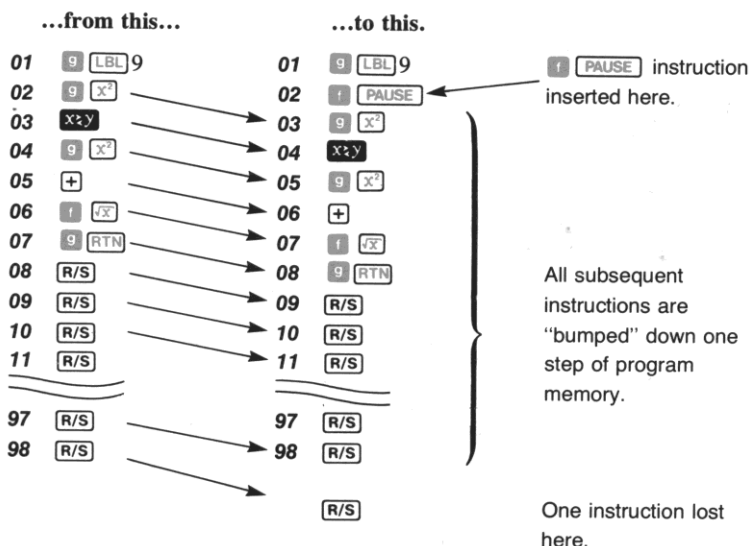 ...from this... ...to this.
01 g LBL 9 01 g LBL 9 f PAUSE instruction
02 g x² 02 f PAUSE inserted here.
03 x⇄y 03 g x²
04 g x² 04 x⇄y
05 + 05 g x²
06 f √x 06 +
07 g RTN 07 f √x
08 R/S 08 g RTN All subsequent
09 R/S 09 R/S instructions are
10 R/S 10 R/S "bumped" down one
11 R/S 11 R/S step of program
memory.
97 R/S 97 R/S
98 R/S 98 R/S
R/S One instruction lost
here.